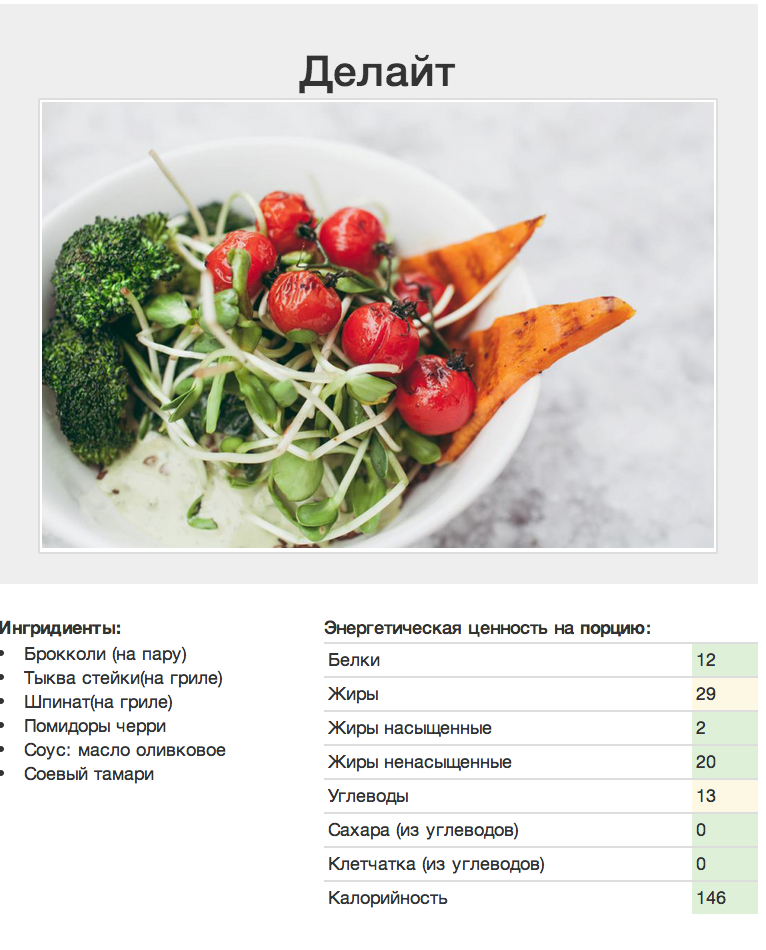 Делайт
Ингридиенты:
Брокколи (на пару)
Тыква стейки(на гриле)
Шпинат(на гриле)
Помидоры черри
Соус: масло оливковое
Соевый тамари
Энергетическая ценность на порцию:
Белки 12
Жиры 29
Жиры насыщенные 2
Жиры ненасыщенные 20
Углеводы 13
Сахара (из углеводов) 0
Клетчатка (из углеводов) 0
Калорийность 146